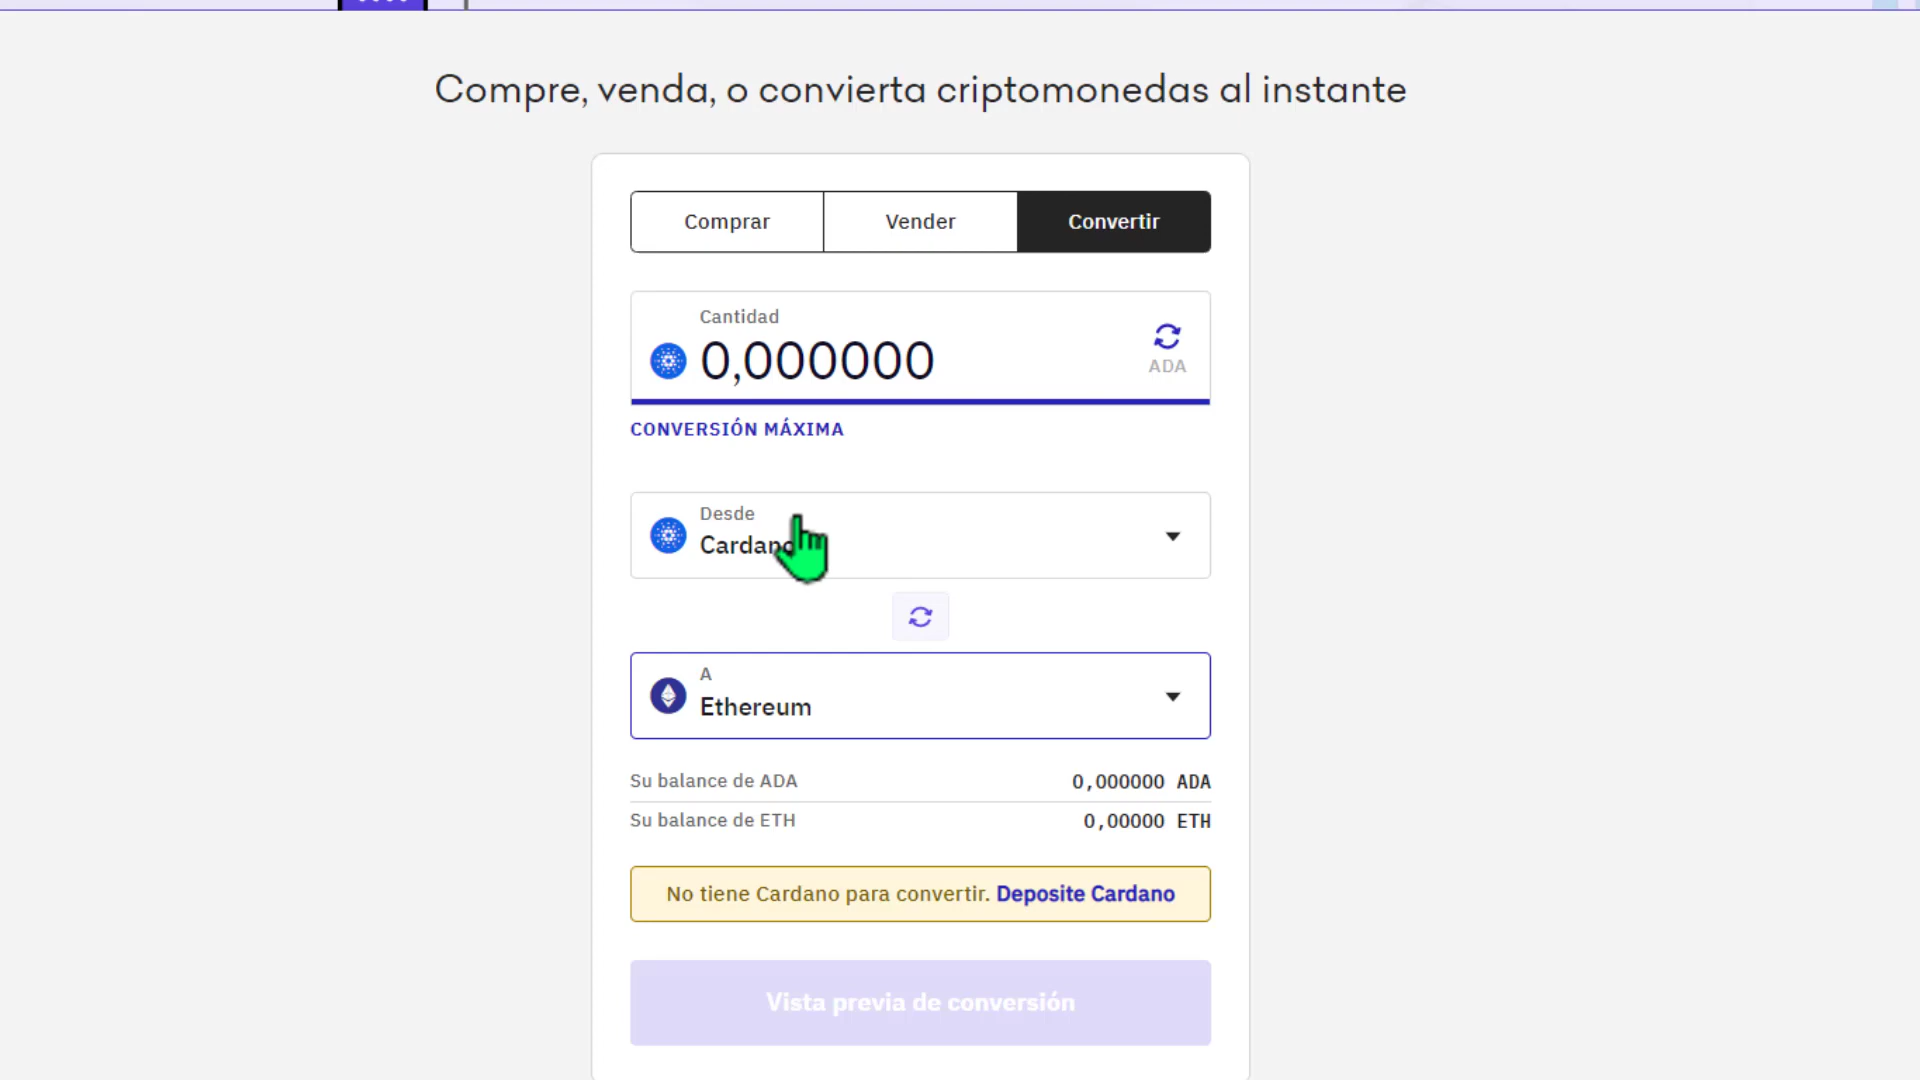 Compre, venda, o convierta criptomonedas al instante
Comprar
Vender
Convertir
Cantidad
0,000000
ADA
CONVERSIÓN MÁXIMA
Desde
Cardano
A
Ethereum
Su balance de ADA
0,000000 ADA
Su balance de ETH
0,00000 ETH
No tiene Cardano para convertir. Deposite Cardano
Vista previa de conversión